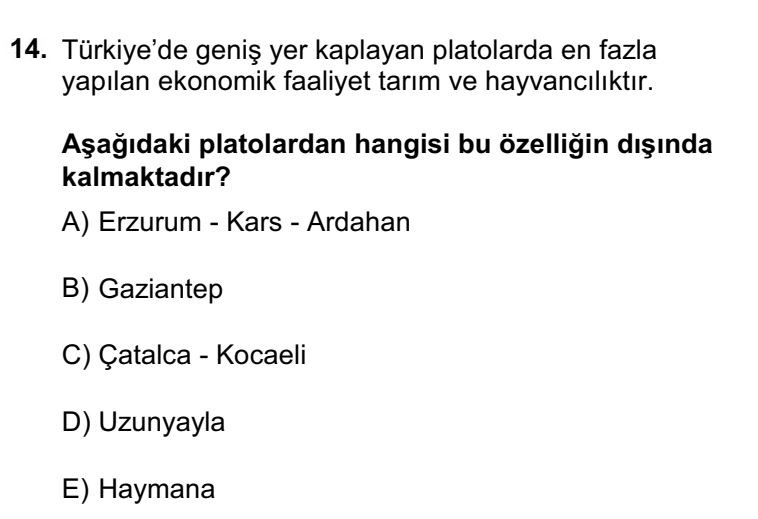 14. Türkiye'de geniş yer kaplayan platolarda en fazla
yapılan ekonomik faaliyet tarım ve hayvancılıktır.
Aşağıdaki platolardan hangisi bu özelliğin dışında
kalmaktadır?
A) Erzurum - Kars - Ardahan
B) Gaziantep
C) Çatalca - Kocaeli
D) Uzunyayla
E) Haymana